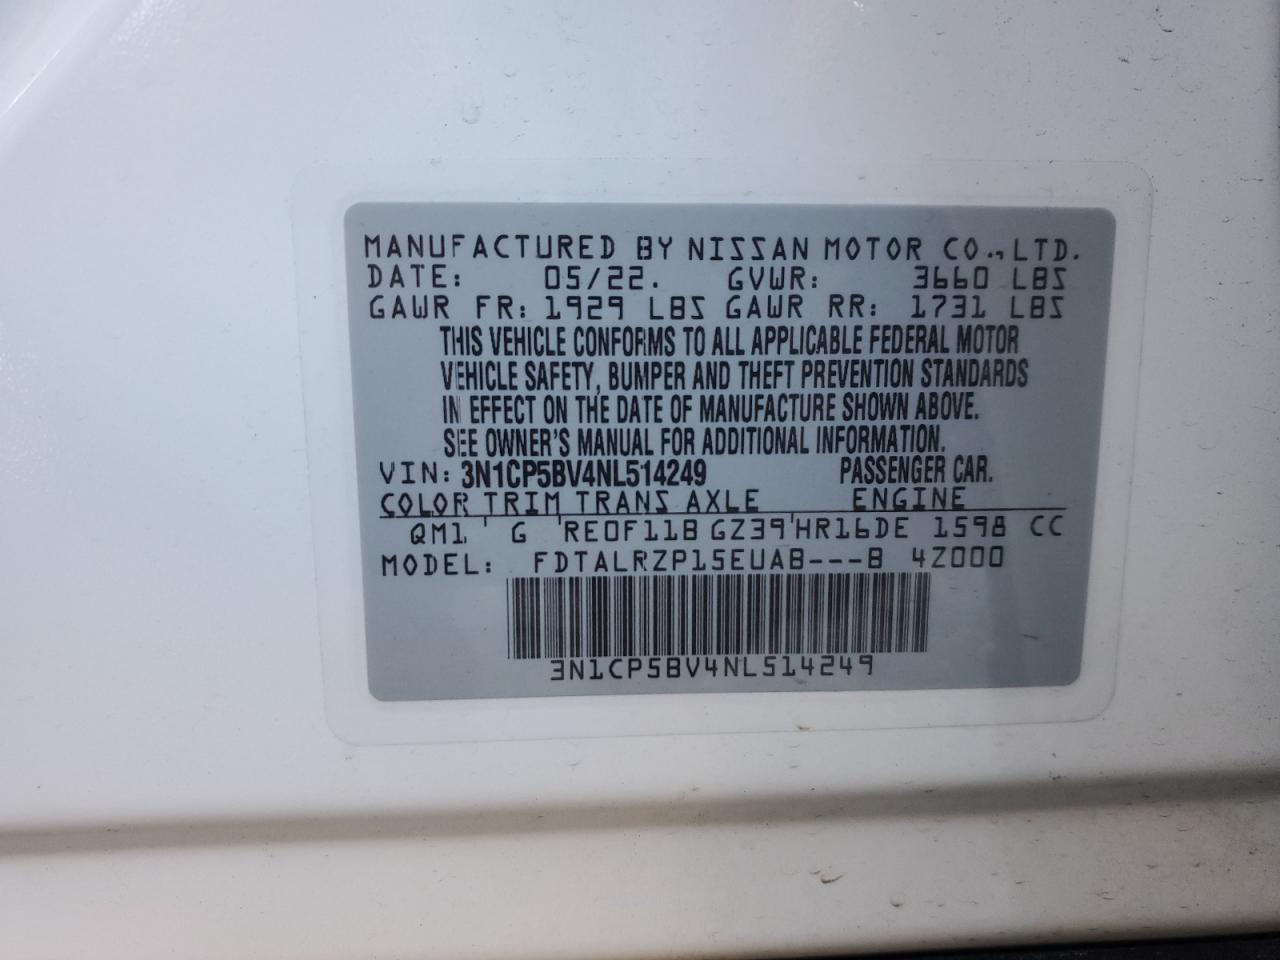 MANUFACTURED BY NISSAN MOTOR CO.,LTD.
DATE: 05/22. GVWR: 3660 LBS
GAWR FR: 1929 LBS GAWR RR: 1731 LBS
THIS VEHICLE CONFORMS TO ALL APPLICABLE FEDERAL MOTOR
VEHICLE SAFETY, BUMPER AND THEFT PREVENTION STANDARDS
IN EFFECT ON THE DATE OF MANUFACTURE SHOWN ABOVE.
SEE OWNER'S MANUAL FOR ADDITIONAL INFORMATION.
VIN: 3N1CP5BV4NL514249 PASSENGER CAR.
COLOR TRIM TRANS AXLE ENGINE
QM1 G RE0F11B GZ39 HR16DE 1598 CC
MODEL: FDTALRZP15EUAB---B 4Z000
3N1CP5BV4NL514249